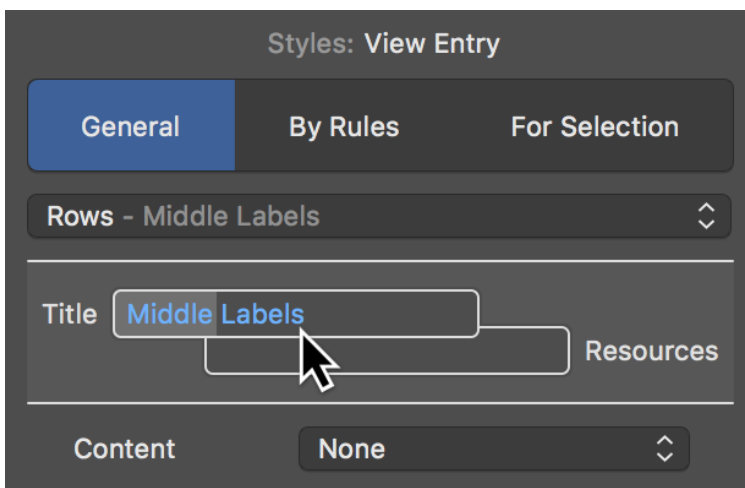 Styles: View Entry
General By Rules For Selection
Rows - Middle Labels
Title Middle Labels
Resources
Content None